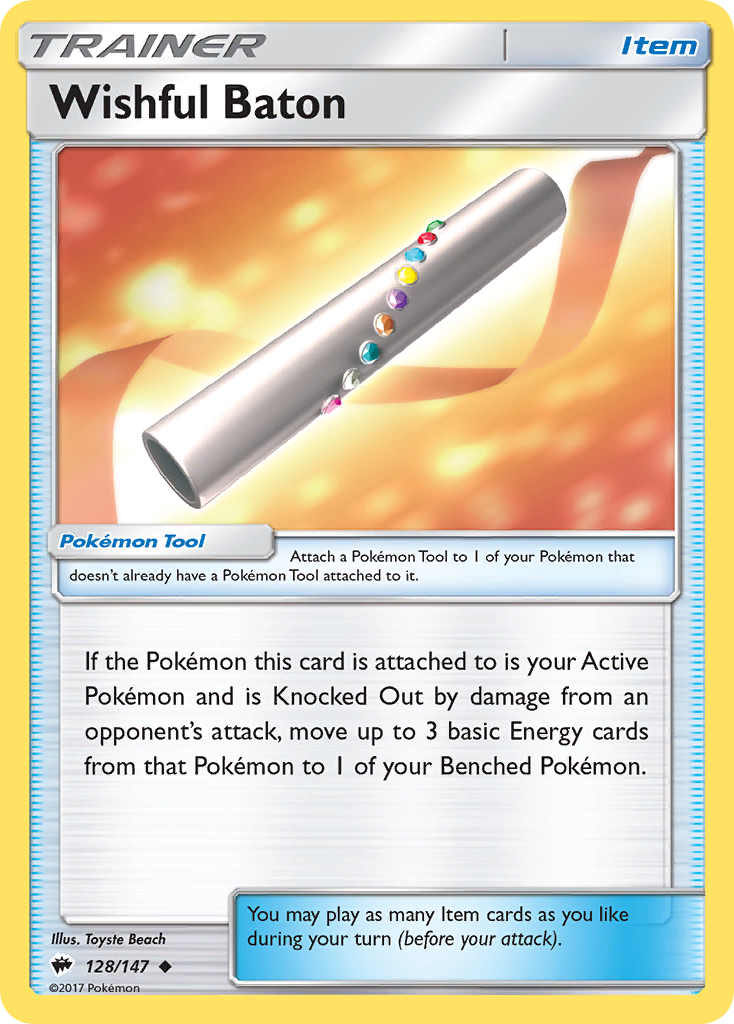 TRAINER
Item
Wishful Baton
Pokémon Tool
Attach a Pokémon Tool to 1 of your Pokémon that
doesn't already have a Pokémon Tool attached to it.
If the Pokémon this card is attached to is your Active
Pokémon and is Knocked Out by damage from an
opponent's attack, move up to 3 basic Energy cards
from that Pokémon to 1 of your Benched Pokémon.
You may play as many Item cards as you like
during your turn (before your attack).
Illus. Toyste Beach
128/147 ◆
©2017 Pokémon